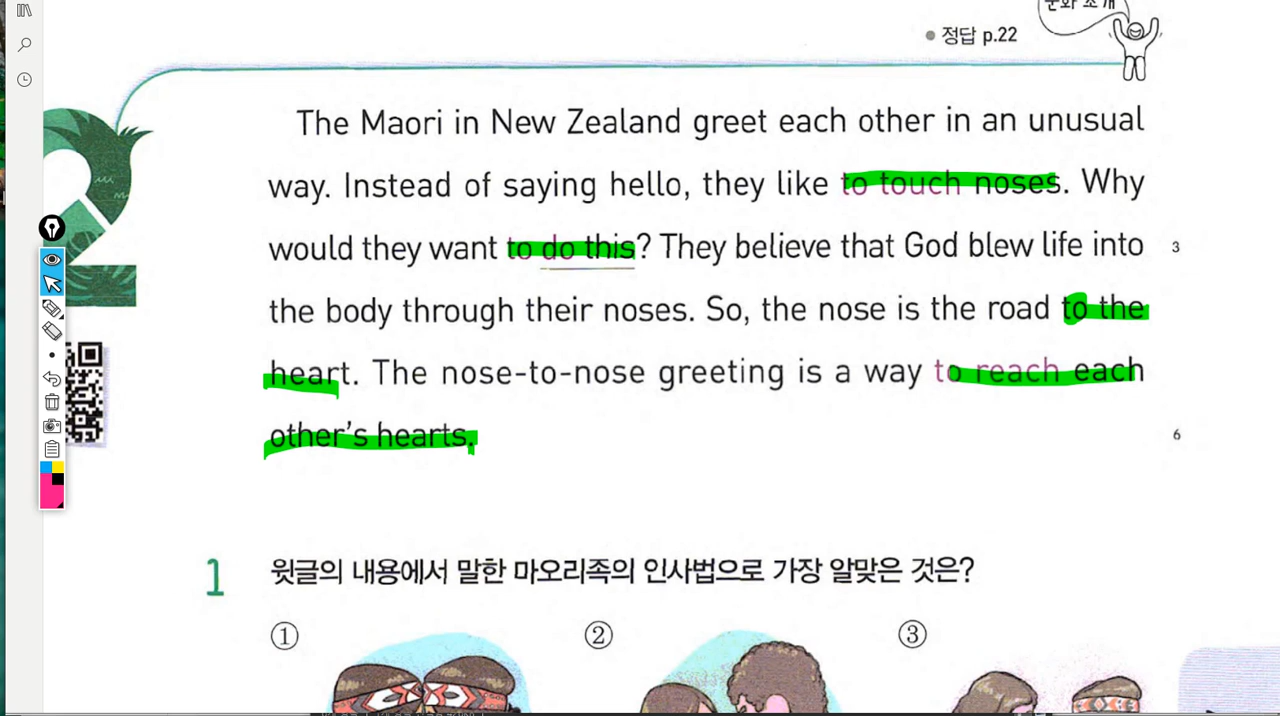 정답 p.22
The Maori in New Zealand greet each other in an unusual
way. Instead of saying hello, they like to touch noses. Why
would they want to do this? They believe that God blew life into
3
the body through their noses. So, the nose is the road to the
heart. The nose-to-nose greeting is a way to reach each
other's hearts.
6
2
1 윗글의 내용에서 말한 마오리족의 인사법으로 가장 알맞은 것은?
① ② ③